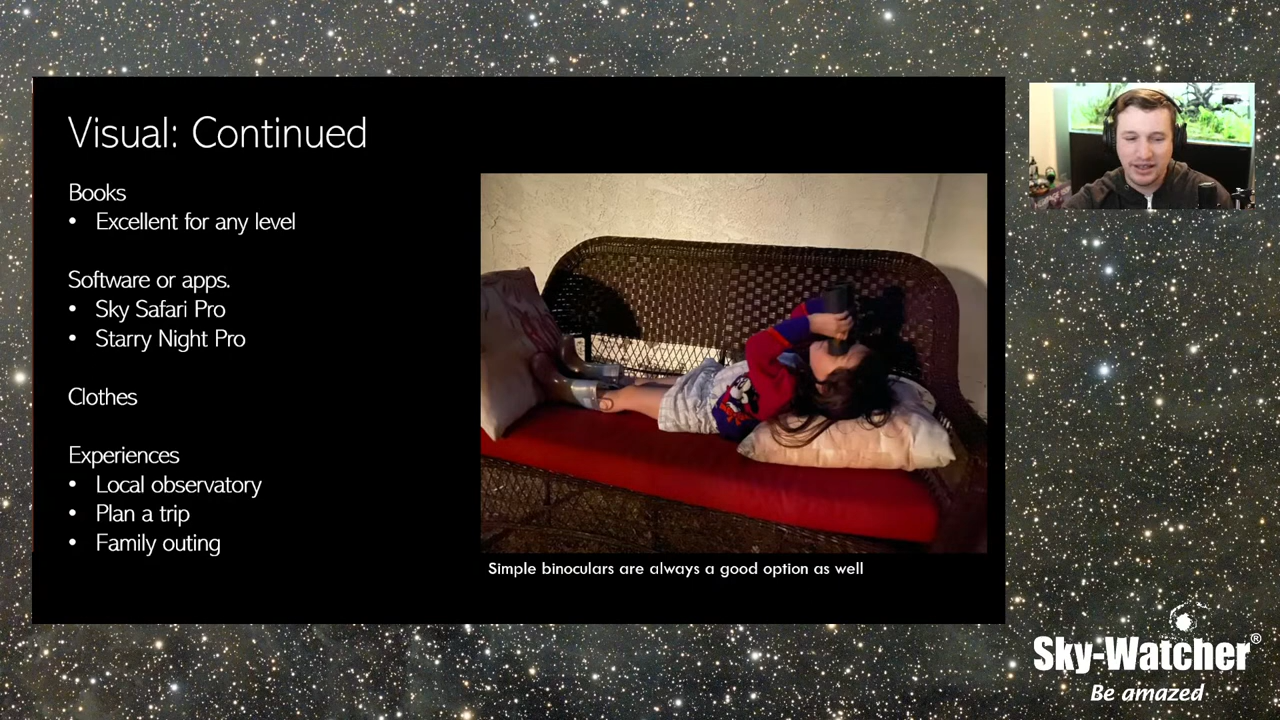 Visual: Continued
Books
• Excellent for any level
Software or apps.
• Sky Safari Pro
• Starry Night Pro
Clothes
Experiences
• Local observatory
• Plan a trip
• Family outing
Simple binoculars are always a good option as well
Sky-Watcher®
Be amazed